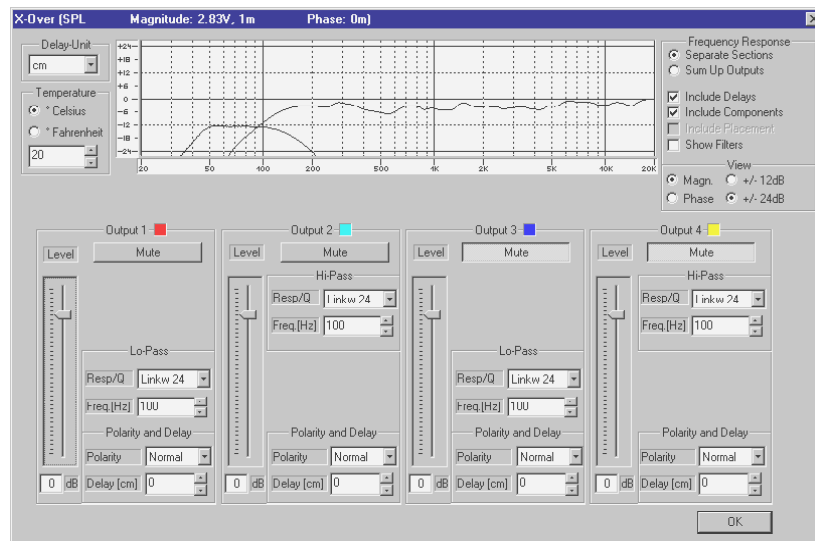 X-Over (SPL Magnitude: 2.83V, 1m Phase: 0m)
Delay-Unit
cm
Temperature
* Celsius
* Fahrenheit
20
+24
+18
+12
+6
0
-6
-12
-18
-24
20 50 100 200 500 1K 2K 5K 10K 20K
Frequency Response
Separate Sections
Sum Up Outputs
Include Delays
Include Components
Include Placement
Show Filters
View
Magn. +/- 12dB
Phase +/- 24dB
Output 1
Level Mute
Lo-Pass
Resp/Q Linkw 24
Freq.[Hz] 100
Polarity and Delay
Polarity Normal
0 dB Delay [cm] 0
Output 2
Level Mute
Hi-Pass
Resp/Q Linkw 24
Freq.[Hz] 100
Polarity and Delay
Polarity Normal
0 dB Delay [cm] 0
Output 3
Level Mute
Lo-Pass
Resp/Q Linkw 24
Freq.[Hz] 100
Polarity and Delay
Polarity Normal
0 dB Delay [cm] 0
Output 4
Level Mute
Hi-Pass
Resp/Q Linkw 24
Freq.[Hz] 100
Polarity and Delay
Polarity Normal
0 dB Delay [cm] 0
OK